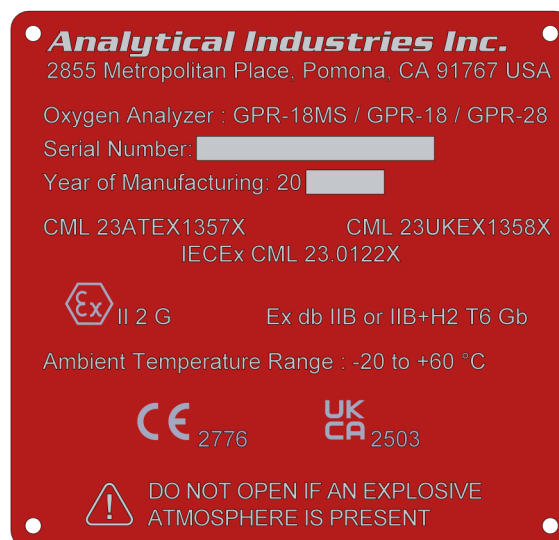 Analytical Industries Inc.
2855 Metropolitan Place, Pomona, CA 91767 USA
Oxygen Analyzer : GPR-18MS / GPR-18 / GPR-28
Serial Number:
Year of Manufacturing: 20
CML 23ATEX1357X CML 23UKEX1358X
IECEx CML 23.0122X
Ex II 2 G Ex db IIB or IIB+H2 T6 Gb
Ambient Temperature Range : -20 to +60 °C
CE 2776 UK CA 2503
DO NOT OPEN IF AN EXPLOSIVE
ATMOSPHERE IS PRESENT